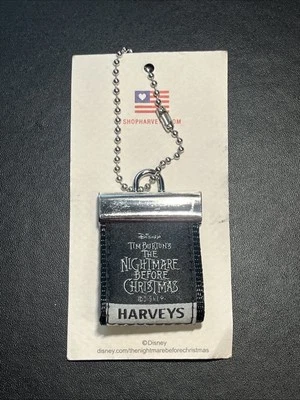 SHOPHARVEYS.COM
Disney
TIM BURTON'S
THE
NIGHTMARE
BEFORE
CHRISTMAS
HARVEYS
©Disney
disney.com/thenightmarebeforechristmas